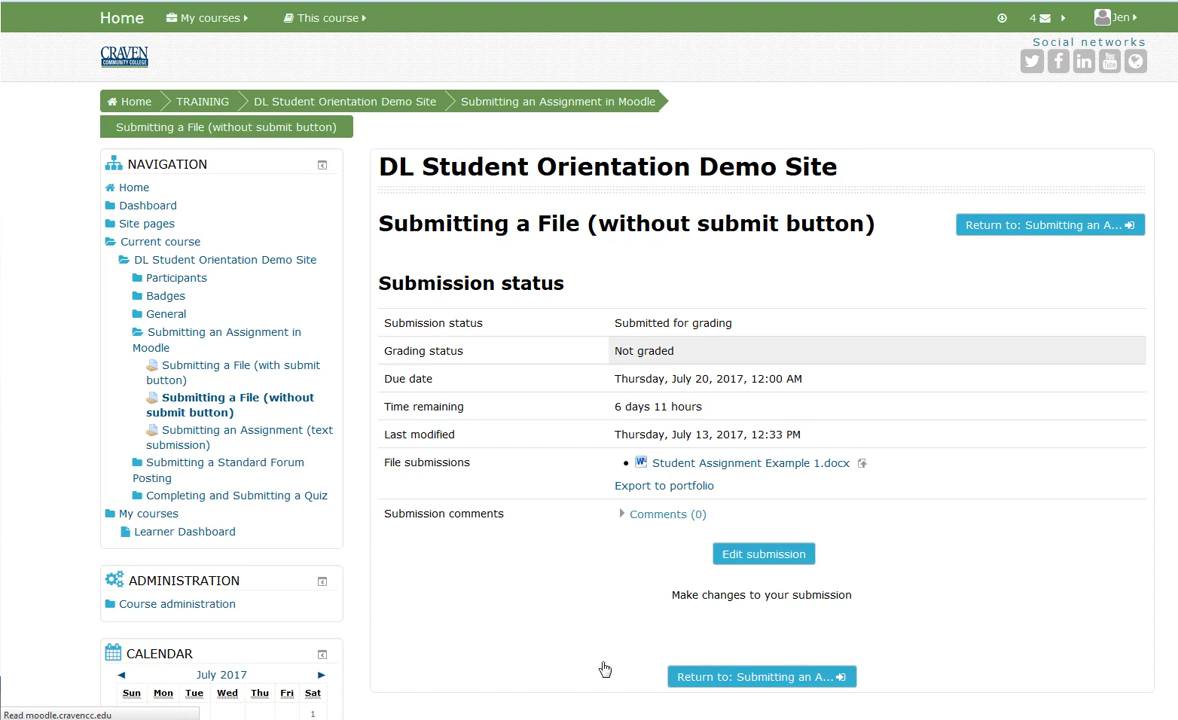 Home My courses This course 4 Jen
CRAVEN
COMMUNITY COLLEGE
Social networks
You
Tube
Home TRAINING DL Student Orientation Demo Site Submitting an Assignment in Moodle
Submitting a File (without submit button)
NAVIGATION
Home
Dashboard
Site pages
Current course
DL Student Orientation Demo Site
Participants
Badges
General
Submitting an Assignment in
Moodle
Submitting a File (with submit
button)
Submitting a File (without
submit button)
Submitting an Assignment (text
submission)
Submitting a Standard Forum
Posting
Completing and Submitting a Quiz
My courses
Learner Dashboard
ADMINISTRATION
Course administration
CALENDAR
July 2017
Sun Mon Tue Wed Thu Fri Sat
1
Read moodle.cravencc.edu
DL Student Orientation Demo Site
Submitting a File (without submit button)
Return to: Submitting an A...
Submission status
Submission status Submitted for grading
Grading status Not graded
Due date Thursday, July 20, 2017, 12:00 AM
Time remaining 6 days 11 hours
Last modified Thursday, July 13, 2017, 12:33 PM
File submissions Student Assignment Example 1.docx
Export to portfolio
Submission comments Comments (0)
Edit submission
Make changes to your submission
Return to: Submitting an A...